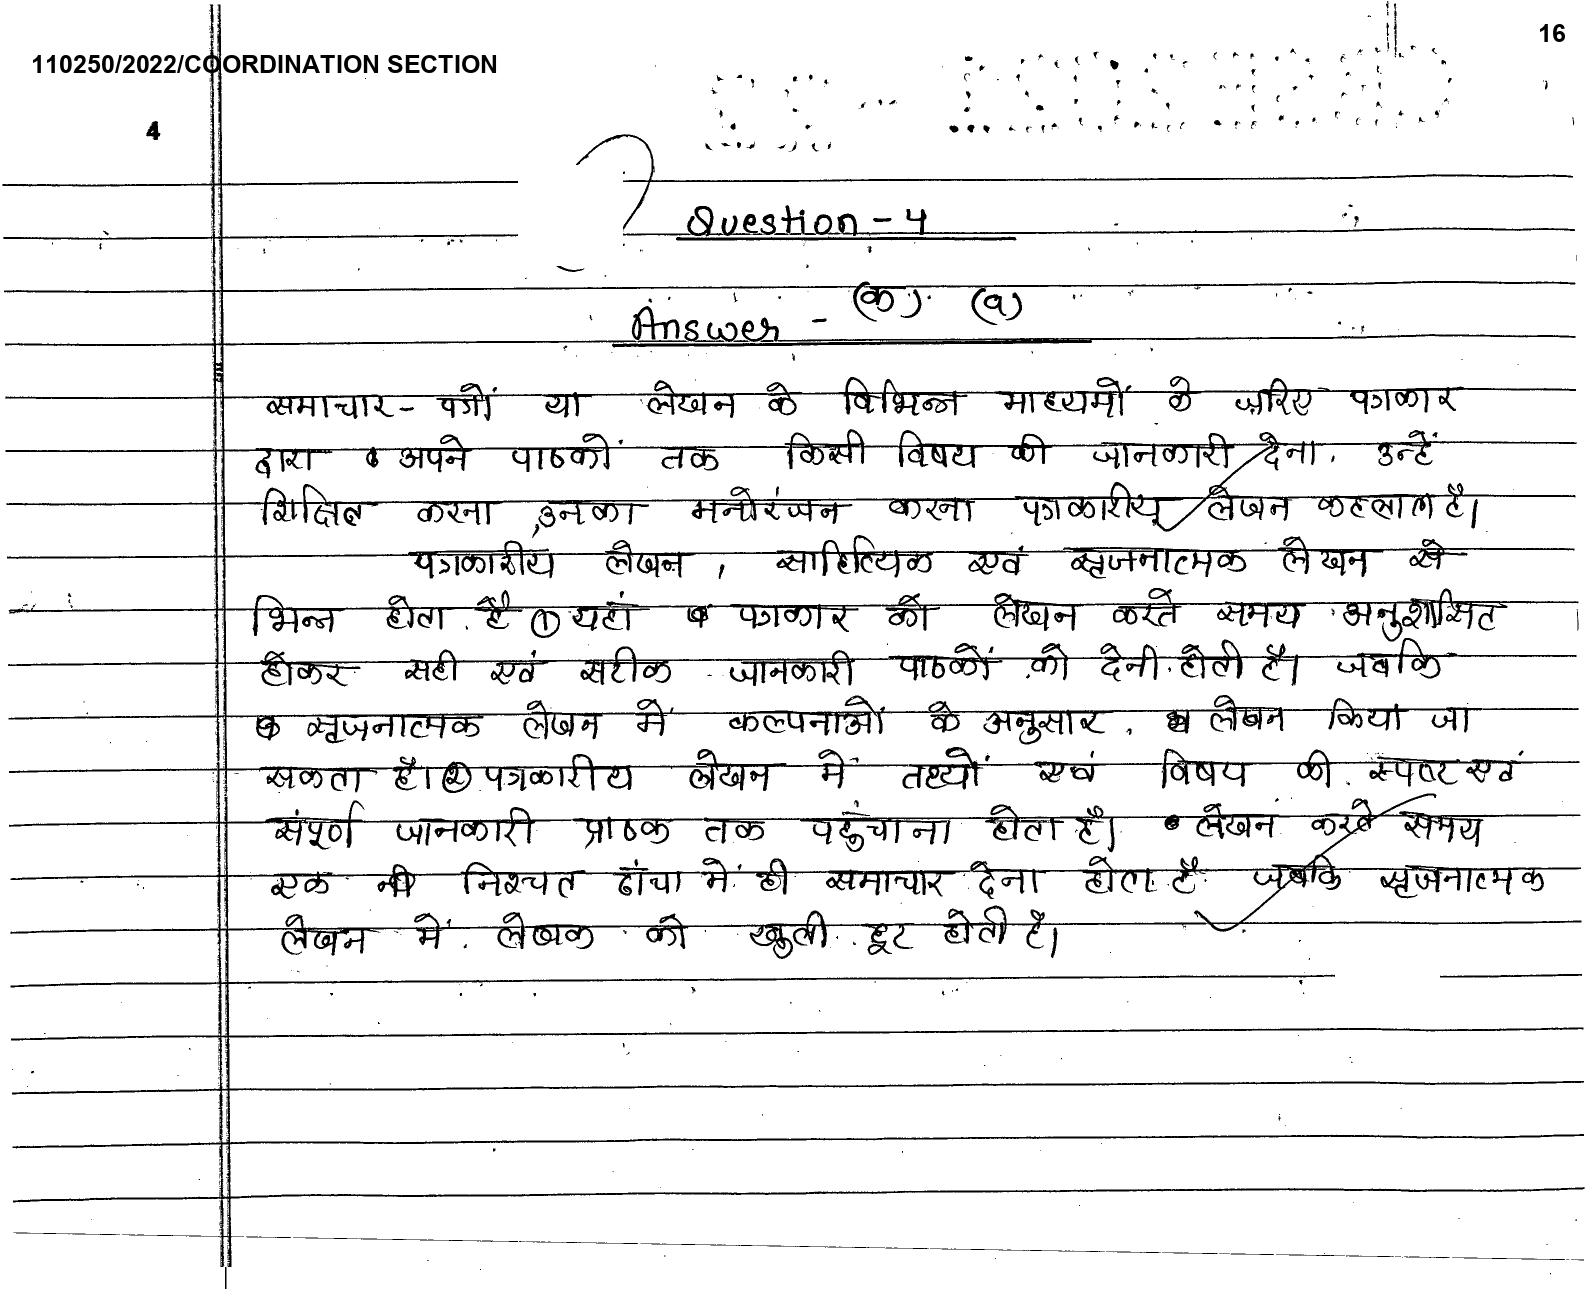 16
110250/2022/COORDINATION SECTION
4
Question - 4
Answer - (क) (a)
समाचार - पत्रों या लेखन के विभिन्न माध्यमों के ज़रिए पत्रकार
द्वारा अपने पाठकों तक किसी विषय की जानकारी देना, उन्हें
शिक्षित करना, उनका मनोरंजन करना पत्रकारीय लेखन कहलाता है।
पत्रकारीय लेखन, साहित्यिक एवं सृजनात्मक लेखन से
भिन्न होता है ① यहां पत्रकार को लेखन करते समय अनुशासित
होकर सही एवं सटीक जानकारी पाठकों को देनी होती है। जबकि
सृजनात्मक लेखन में कल्पनाओं के अनुसार, लेखन किया जा
सकता है। ② पत्रकारीय लेखन में तथ्यों एवं विषय की स्पष्ट एवं
संपूर्ण जानकारी पाठक तक पहुंचाना होता है। लेखन करते समय
एक निश्चत ढांचा में ही समाचार देना होता है जबकि सृजनात्मक
लेखन में लेखक को खुली छूट होती है।